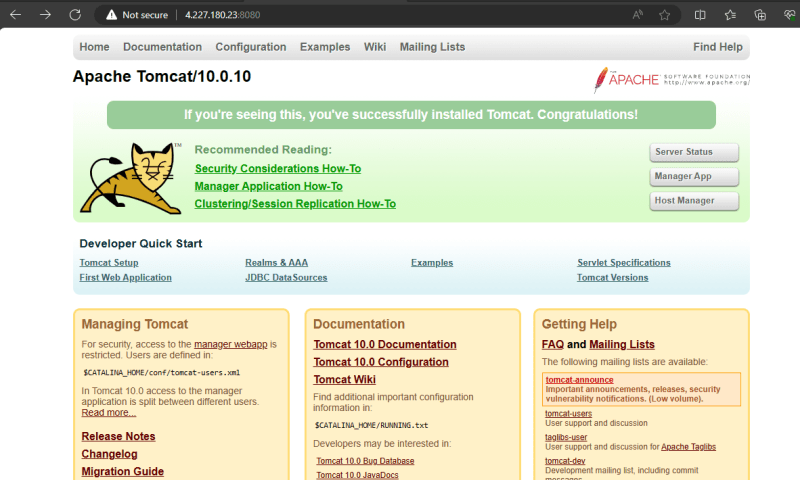 Not secure | 4.227.180.23:8080
Home Documentation Configuration Examples Wiki Mailing Lists Find Help
Apache Tomcat/10.0.10
THE APACHE SOFTWARE FOUNDATION
http://www.apache.org/
If you're seeing this, you've successfully installed Tomcat. Congratulations!
TM
Recommended Reading:
Security Considerations How-To
Manager Application How-To
Clustering/Session Replication How-To
Server Status
Manager App
Host Manager
Developer Quick Start
Tomcat Setup
First Web Application
Realms & AAA
JDBC DataSources
Examples
Servlet Specifications
Tomcat Versions
Managing Tomcat
For security, access to the manager webapp is
restricted. Users are defined in:
$CATALINA_HOME/conf/tomcat-users.xml
In Tomcat 10.0 access to the manager
application is split between different users.
Read more...
Release Notes
Changelog
Migration Guide
Documentation
Tomcat 10.0 Documentation
Tomcat 10.0 Configuration
Tomcat Wiki
Find additional important configuration
information in:
$CATALINA_HOME/RUNNING.txt
Developers may be interested in:
Tomcat 10.0 Bug Database
Tomcat 10.0 JavaDocs
Getting Help
FAQ and Mailing Lists
The following mailing lists are available:
tomcat-announce
Important announcements, releases, security
vulnerability notifications. (Low volume).
tomcat-users
User support and discussion
taglibs-user
User support and discussion for Apache Taglibs
tomcat-dev
Development mailing list, including commit
messages